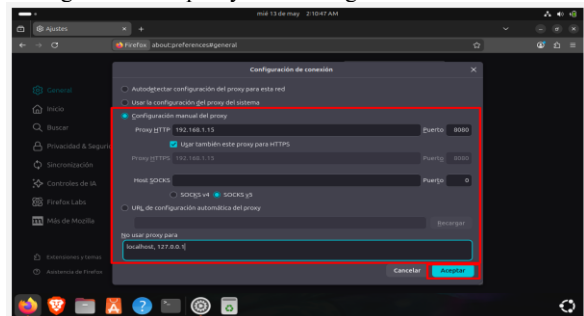 mié 13 de may 2:10:47 AM
Ajustes
Firefox about:preferences#general
Configuración de conexión
General
Inicio
Buscar
Privacidad & Seguri
Sincronización
Controles de IA
Firefox Labs
Más de Mozilla
Extensiones y temas
Asistencia de Firefox
Autodetectar configuración del proxy para esta red
Usar la configuración del proxy del sistema
Configuración manual del proxy
Proxy HTTP 192.168.1.15 Puerto 8080
Usar también este proxy para HTTPS
Proxy HTTPS 192.168.1.15 Puerto 8080
Host SOCKS Puerto 0
SOCKS v4 SOCKS v5
URL de configuración automática del proxy
Recargar
No usar proxy para
localhost, 127.0.0.1
Cancelar Aceptar